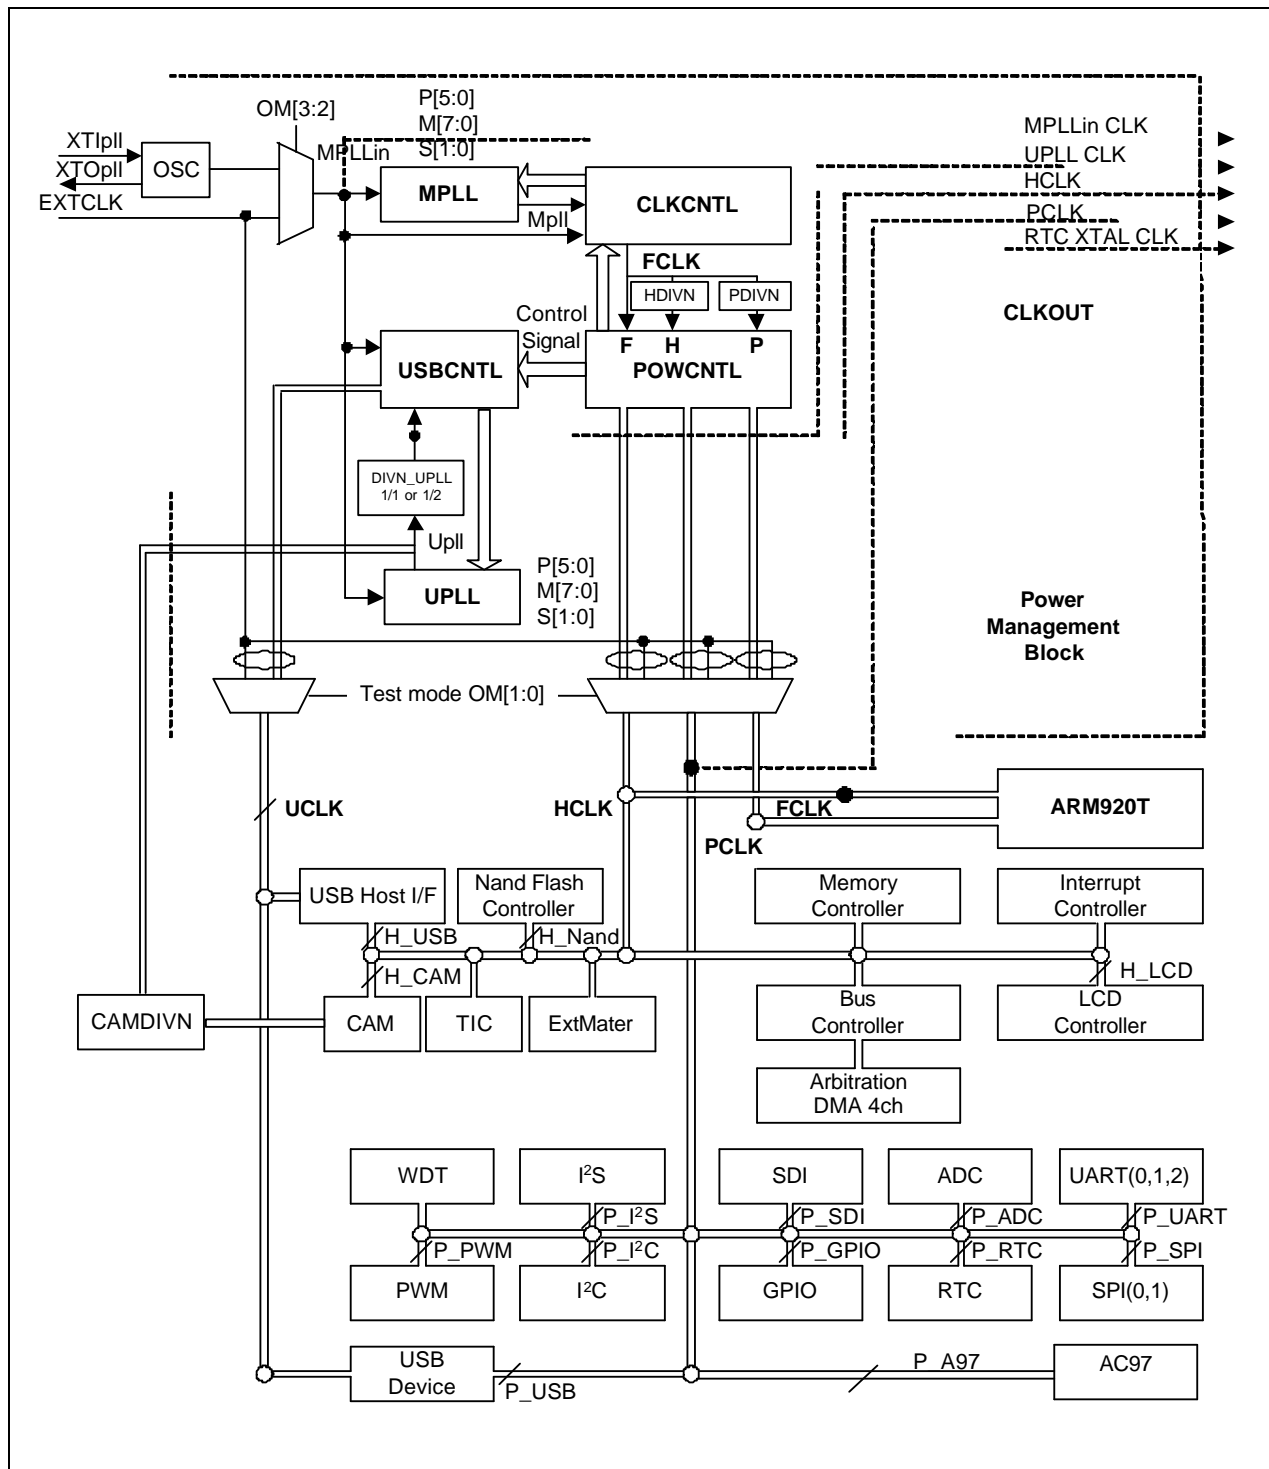 OM[3:2]
P[5:0]
M[7:0]
S[1:0]
XTIpll
XTOpll
EXTCLK
OSC
MPLLin
MPLL
Mpll
CLKCNTL
MPLLin CLK
UPLL CLK
HCLK
PCLK
RTC XTAL CLK
CLKOUT
FCLK
HDIVN
PDIVN
Control
Signal
F H P
POWCNTL
USBCNTL
DIVN_UPLL
1/1 or 1/2
Upll
UPLL
P[5:0]
M[7:0]
S[1:0]
Power
Management
Block
Test mode OM[1:0]
UCLK
HCLK
FCLK
PCLK
ARM920T
USB Host I/F
Nand Flash
Controller
Memory
Controller
Interrupt
Controller
H_USB
H_Nand
H_CAM
H_LCD
CAMDIVN
CAM
TIC
ExtMater
Bus
Controller
LCD
Controller
Arbitration
DMA 4ch
WDT
I²S
SDI
ADC
UART(0,1,2)
P_I²S
P_SDI
P_ADC
P_UART
P_PWM
P_I²C
P_GPIO
P_RTC
P_SPI
PWM
I²C
GPIO
RTC
SPI(0,1)
USB
Device
P_USB
P_A97
AC97